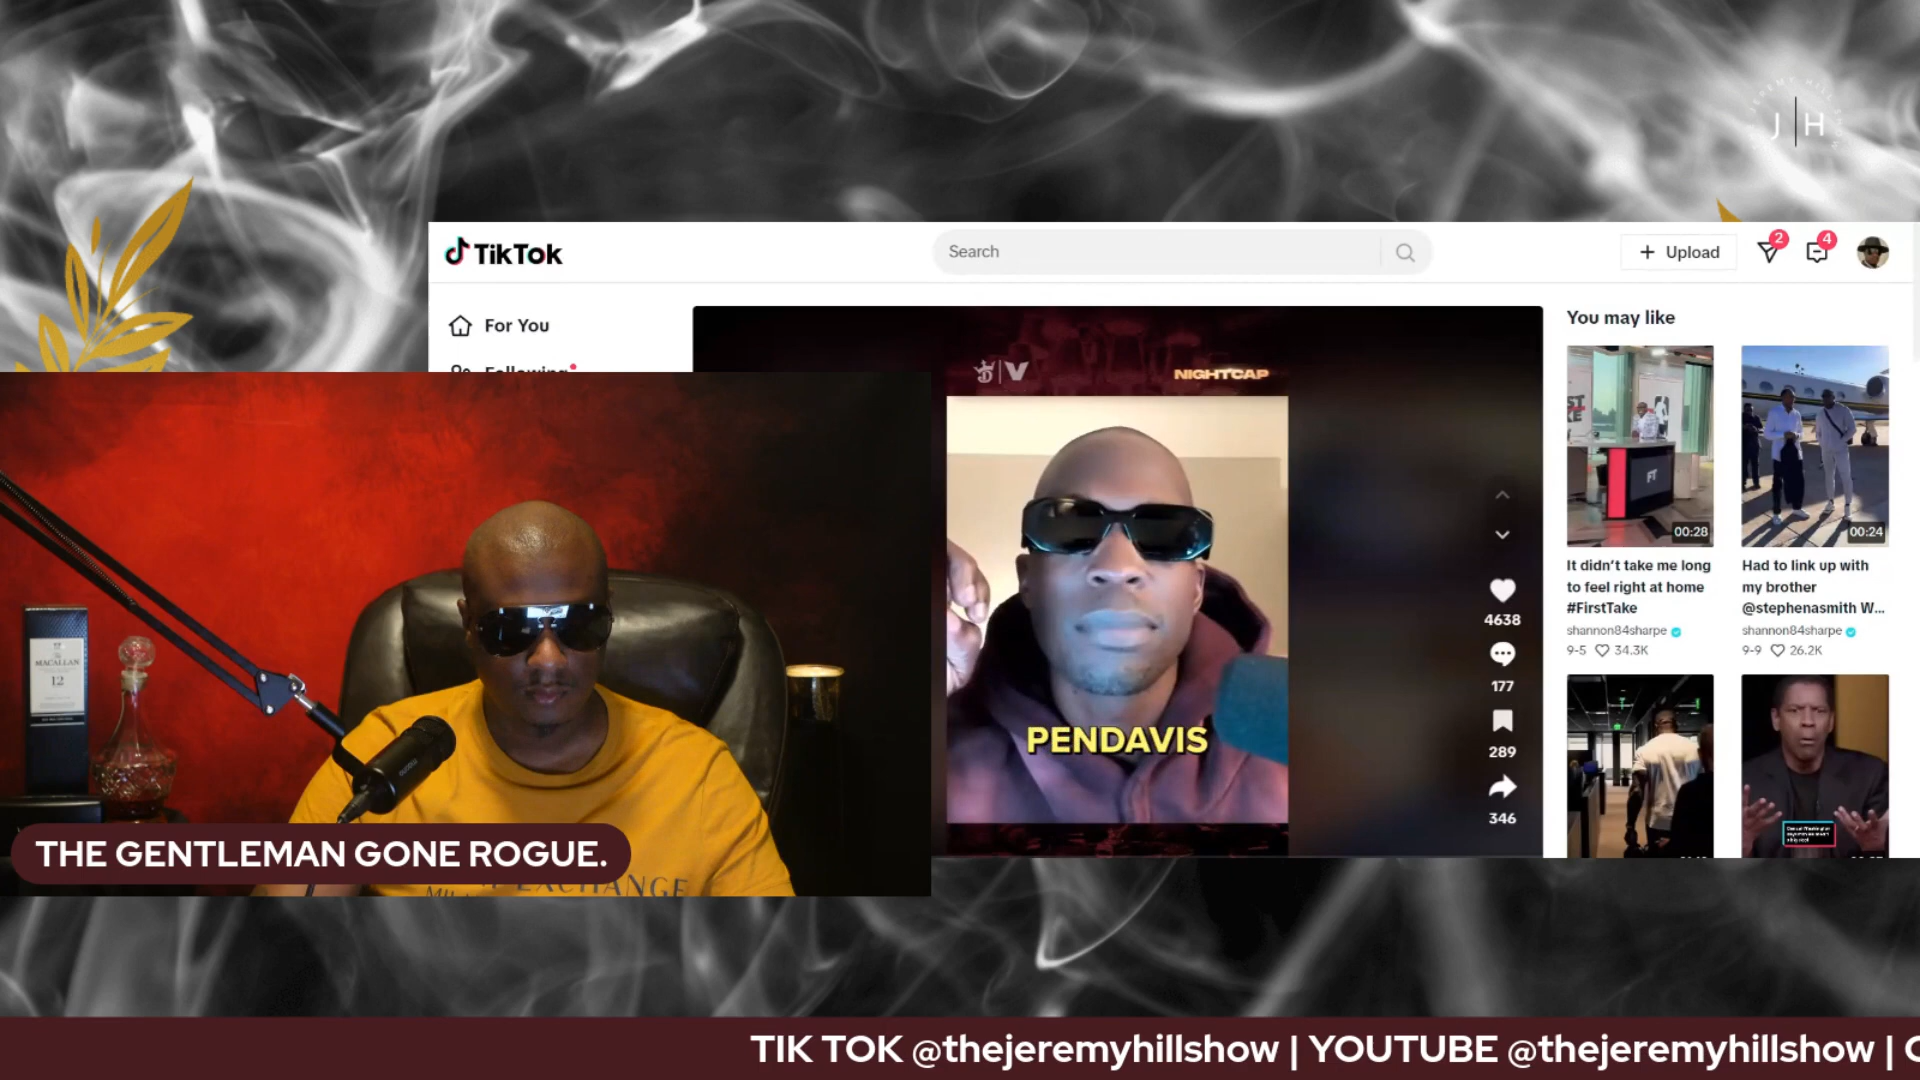 J | H
TikTok
Search
+ Upload
2
4
For You
Following
You may like
NIGHTCAP
PENDAVIS
4638
177
289
346
FT
00:28
00:24
It didn't take me long
to feel right at home
#FirstTake
shannon84sharpe
9-5 34.3K
Had to link up with
my brother
@stephenasmith W...
shannon84sharpe
9-9 26.2K
MACALLAN
12
THE GENTLEMAN GONE ROGUE.
EXCHANGE
TIK TOK @thejeremyhillshow | YOUTUBE @thejeremyhillshow |